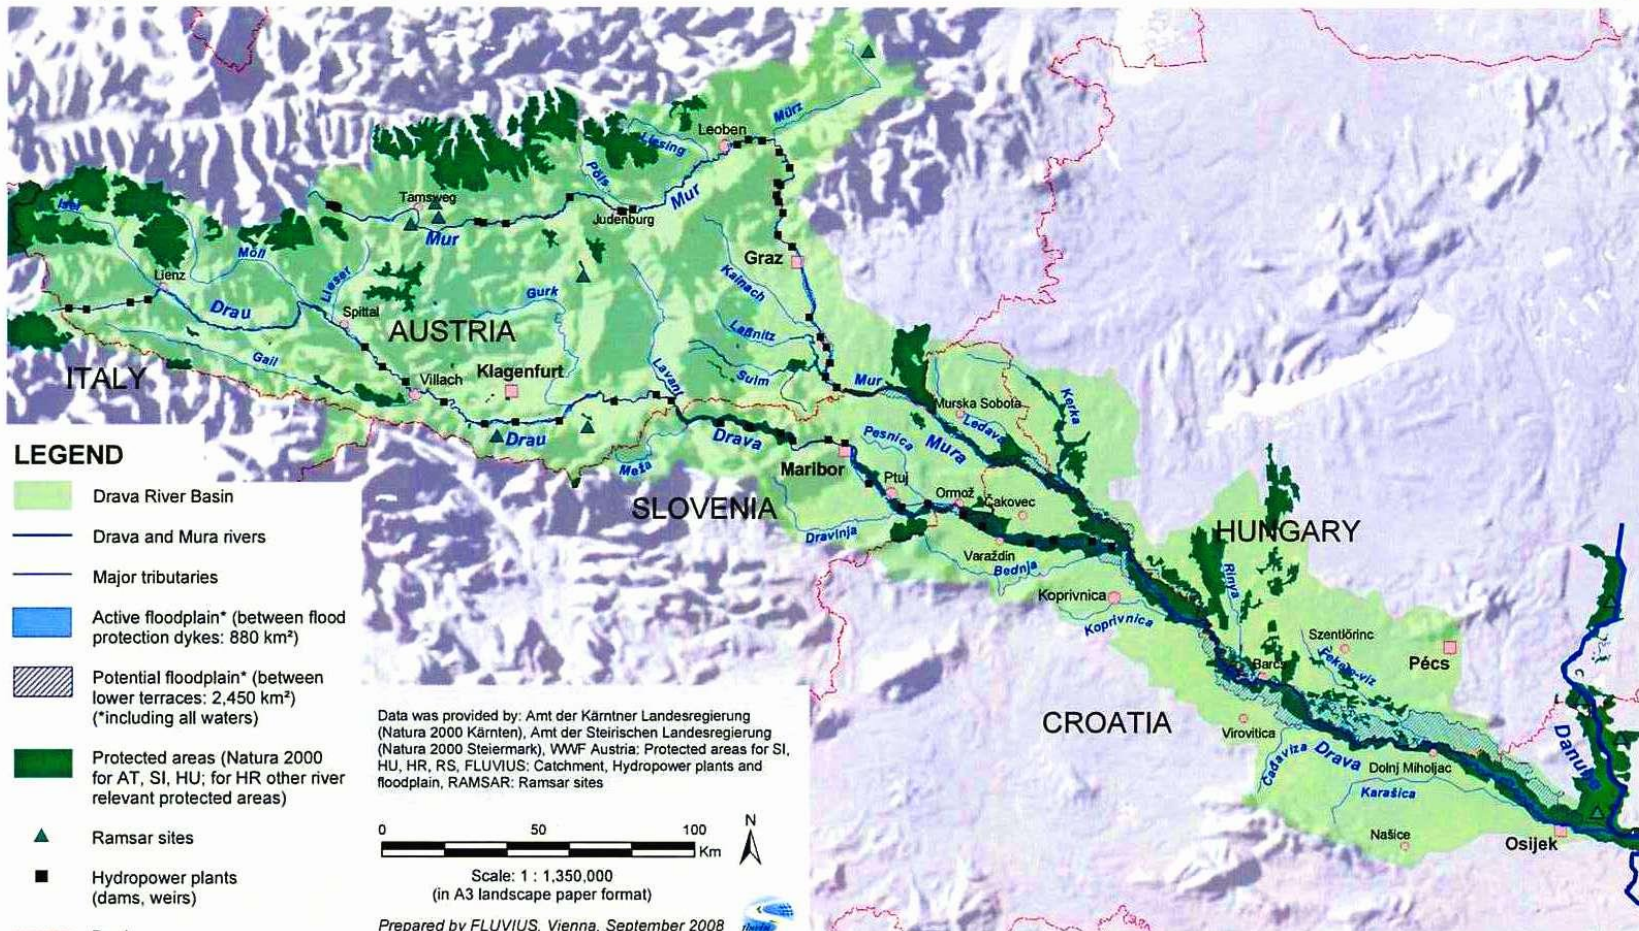 Mürz
Leoben
Liesing
Pöls
Mur
Tamsweg
Judenburg
Mur
Isel
Möll
Graz
Lienz
Lieser
Kainach
Gurk
Drau
Spittal
AUSTRIA
Laßnitz
Gail
ITALY
Klagenfurt
Villach
Lavant
Sulm
Mur
Kerka
Murska Sobota
Ledava
Drau
Drava
Pesnica
Mura
Meža
Maribor
Ptuj
Ormož
Čakovec
SLOVENIA
Dravinja
HUNGARY
Varaždin
Bednja
Rinya
Koprivnica
Koprivnica
Szentlőrinc
Barcs
Pécs
CROATIA
Virovitica
Čađaviza
Drava
Dolnj Miholjac
Danube
Karašica
Našice
Osijek
LEGEND
Drava River Basin
Drava and Mura rivers
Major tributaries
Active floodplain* (between flood
protection dykes: 880 km²)
Potential floodplain* (between
lower terraces: 2,450 km²)
(*including all waters)
Protected areas (Natura 2000
for AT, SI, HU; for HR other river
relevant protected areas)
Ramsar sites
Hydropower plants
(dams, weirs)
Data was provided by: Amt der Kärntner Landesregierung
(Natura 2000 Kärnten), Amt der Steirischen Landesregierung
(Natura 2000 Steiermark), WWF Austria: Protected areas for SI,
HU, HR, RS, FLUVIUS: Catchment, Hydropower plants and
floodplain, RAMSAR: Ramsar sites
0 50 100
Km
N
Scale: 1 : 1,350,000
(in A3 landscape paper format)
Prepared by FLUVIUS, Vienna, September 2008